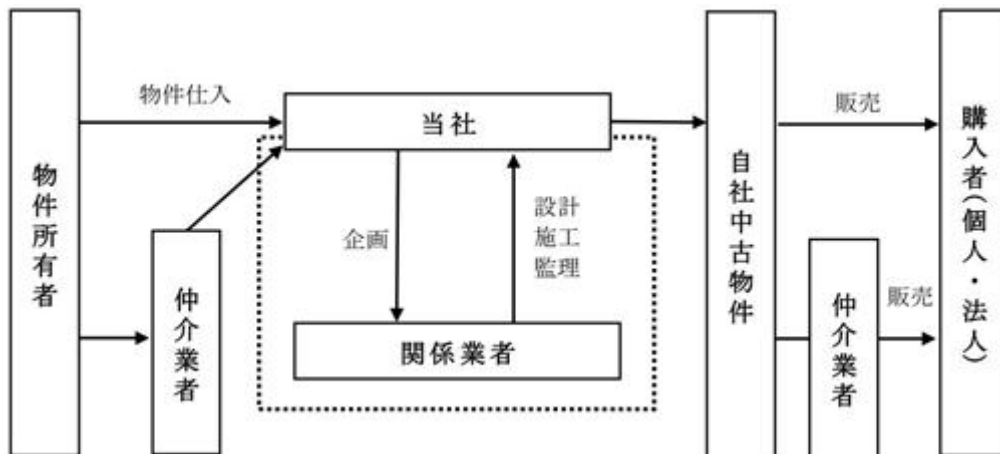 物件所有者
物件仕入
仲介業者
当社
企画
設計
施工
監理
関係業者
自社中古物件
販売
仲介業者
販売
購入者(個人・法人)